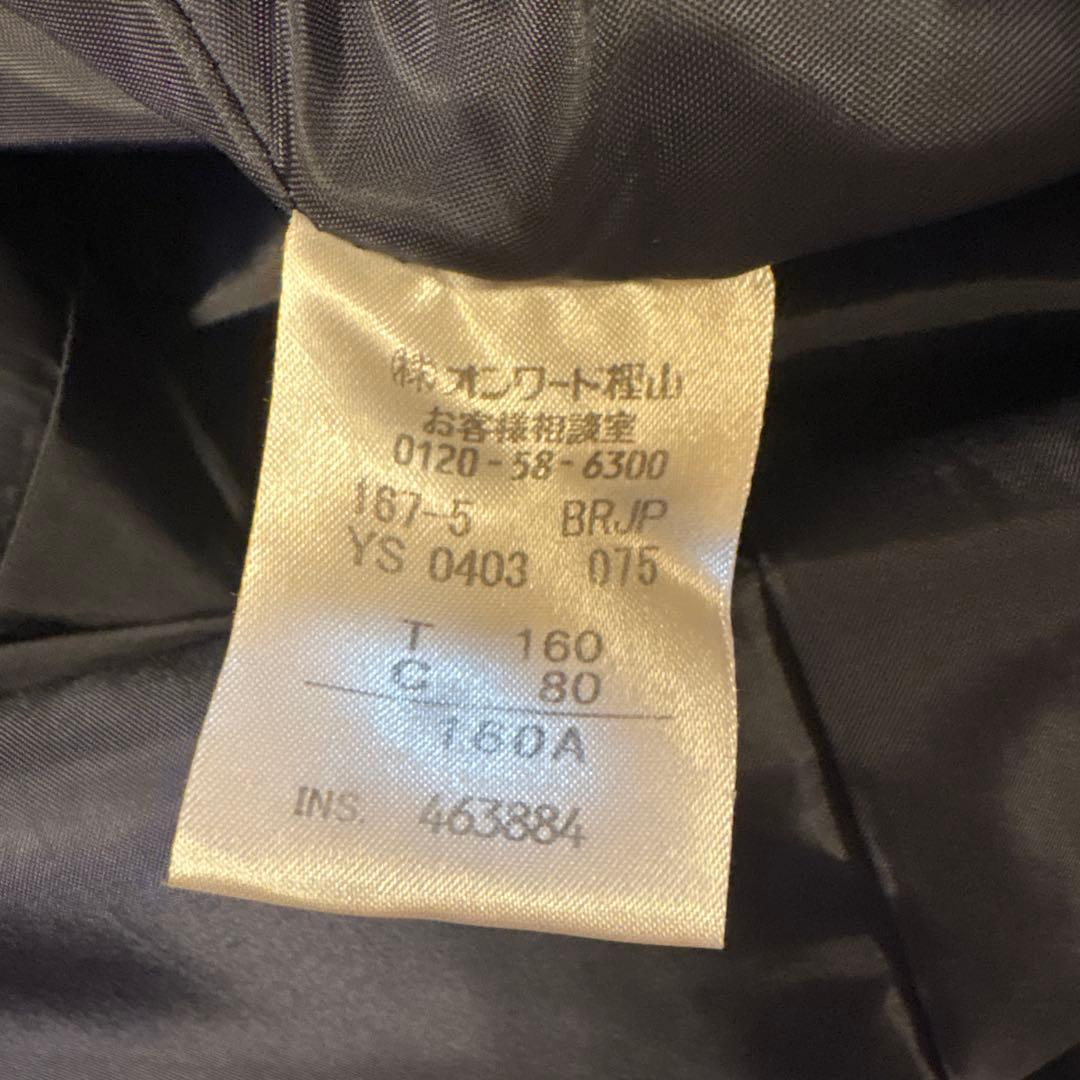 (株)オンワード樫山
お客様相談室
0120-58-6300
167-5 BRJP
YS 0403 075
T 160
C 80
160A
INS. 463884